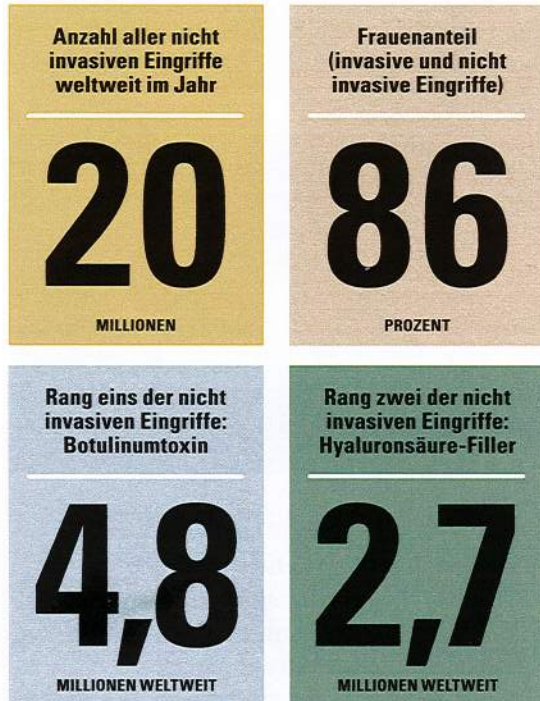 Anzahl aller nicht
invasiven Eingriffe
weltweit im Jahr
20
MILLIONEN
Frauenanteil
(invasive und nicht
invasive Eingriffe)
86
PROZENT
Rang eins der nicht
invasiven Eingriffe:
Botulinumtoxin
4,8
MILLIONEN WELTWEIT
Rang zwei der nicht
invasiven Eingriffe:
Hyaluronsäure-Filler
2,7
MILLIONEN WELTWEIT